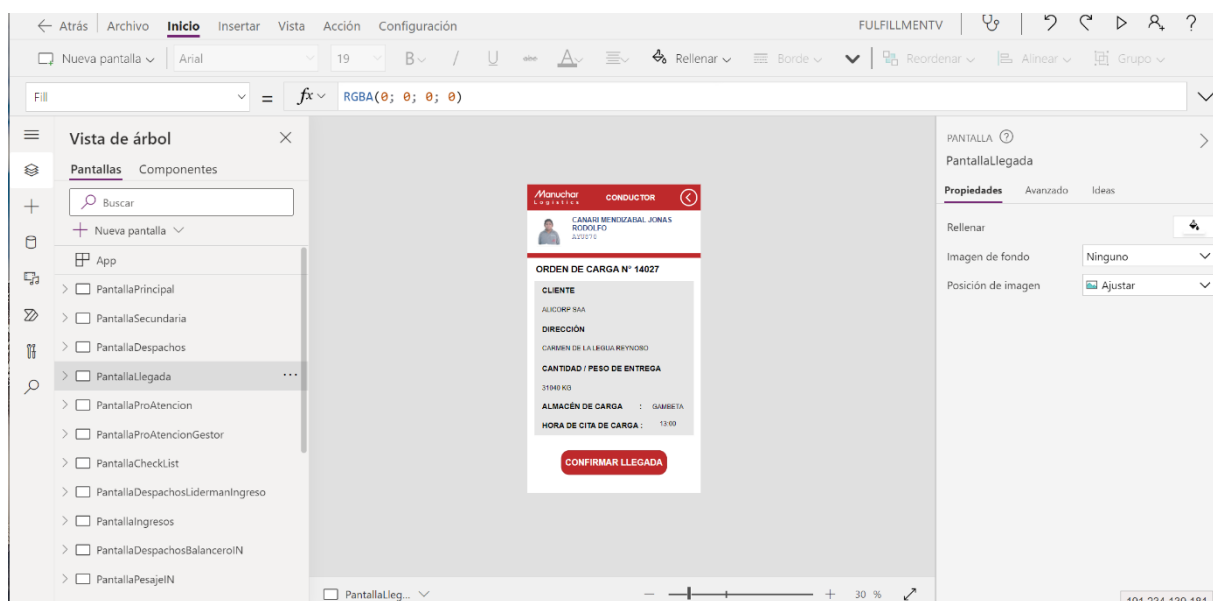 Atrás Archivo Inicio Insertar Vista Acción Configuración FULFILLMENTV
Nueva pantalla Arial 19 B / U abc A Rellenar Borde Reordenar Alinear Grupo
Fill = fx RGBA(0; 0; 0; 0)
Vista de árbol
Pantallas Componentes
Buscar
Nueva pantalla
App
PantallaPrincipal
PantallaSecundaria
PantallaDespachos
PantallaLlegada ...
PantallaProAtencion
PantallaProAtencionGestor
PantallaCheckList
PantallaDespachosLidermanIngreso
PantallaIngresos
PantallaDespachosBalanceroIN
PantallaPesajeIN
Manuchar
Logistics
CONDUCTOR
CANARI MENDIZABAL JONAS
RODOLFO
ORDEN DE CARGA N° 14027
CLIENTE
ALICORP SAA
DIRECCIÓN
CARMEN DE LA LEGUA REYNOSO
CANTIDAD / PESO DE ENTREGA
31040 KG
ALMACÉN DE CARGA : GAMBETA
HORA DE CITA DE CARGA : 13:00
CONFIRMAR LLEGADA
PantallaLleg... 30 %
PANTALLA
PantallaLlegada
Propiedades Avanzado Ideas
Rellenar
Imagen de fondo Ninguno
Posición de imagen Ajustar